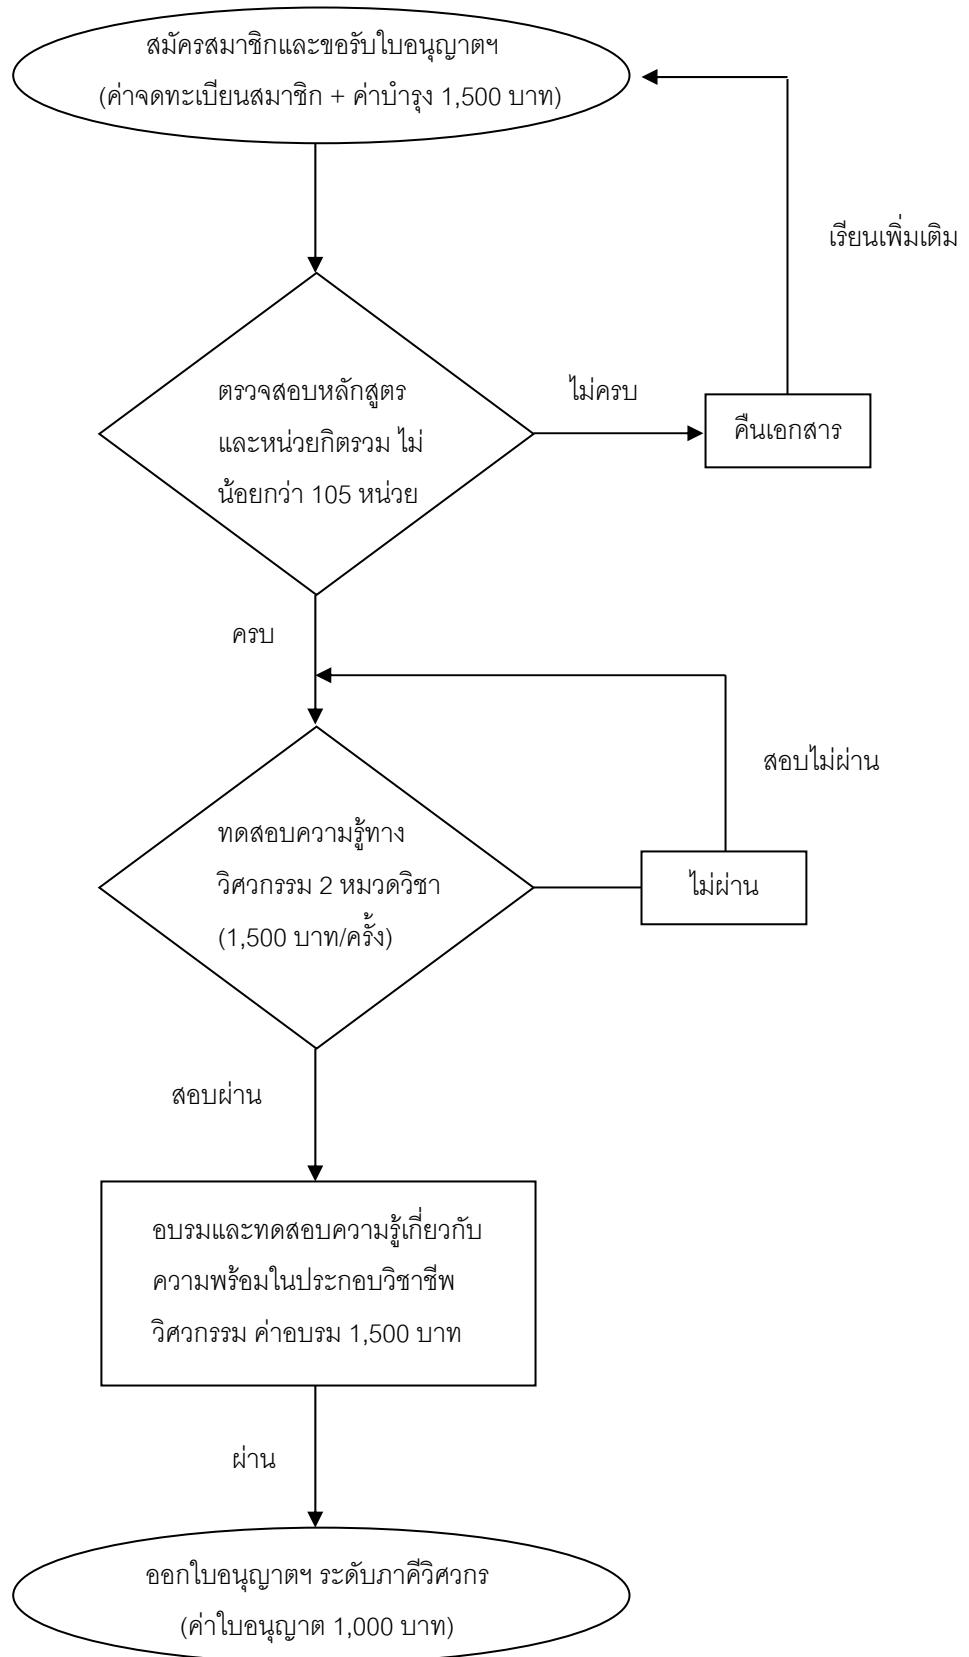 สมัครสมาชิกและขอรับใบอนุญาตฯ
(ค่าจดทะเบียนสมาชิก + ค่าบำรุง 1,500 บาท)
เรียนเพิ่มเติม
ตรวจสอบหลักสูตร
และหน่วยกิตรวม ไม่
น้อยกว่า 105 หน่วย
ไม่ครบ
คืนเอกสาร
ครบ
สอบไม่ผ่าน
ทดสอบความรู้ทาง
วิศวกรรม 2 หมวดวิชา
(1,500 บาท/ครั้ง)
ไม่ผ่าน
สอบผ่าน
อบรมและทดสอบความรู้เกี่ยวกับ
ความพร้อมในประกอบวิชาชีพ
วิศวกรรม ค่าอบรม 1,500 บาท
ผ่าน
ออกใบอนุญาตฯ ระดับภาคีวิศวกร
(ค่าใบอนุญาต 1,000 บาท)